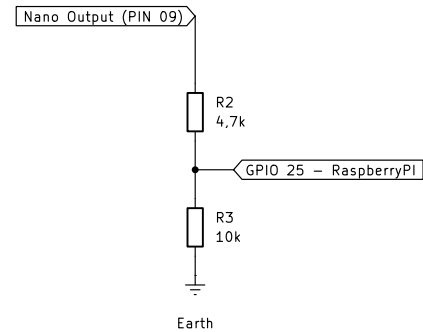 Nano Output (PIN 09)
R2
4,7k
GPIO 25 – RaspberryPI
R3
10k
Earth